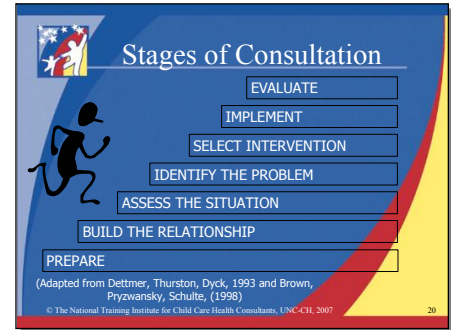 Stages of Consultation
EVALUATE
IMPLEMENT
SELECT INTERVENTION
IDENTIFY THE PROBLEM
ASSESS THE SITUATION
BUILD THE RELATIONSHIP
PREPARE
(Adapted from Dettmer, Thurston, Dyck, 1993 and Brown,
Pryzwansky, Schulte, (1998)
© The National Training Institute for Child Care Health Consultants, UNC-CH, 2007
20